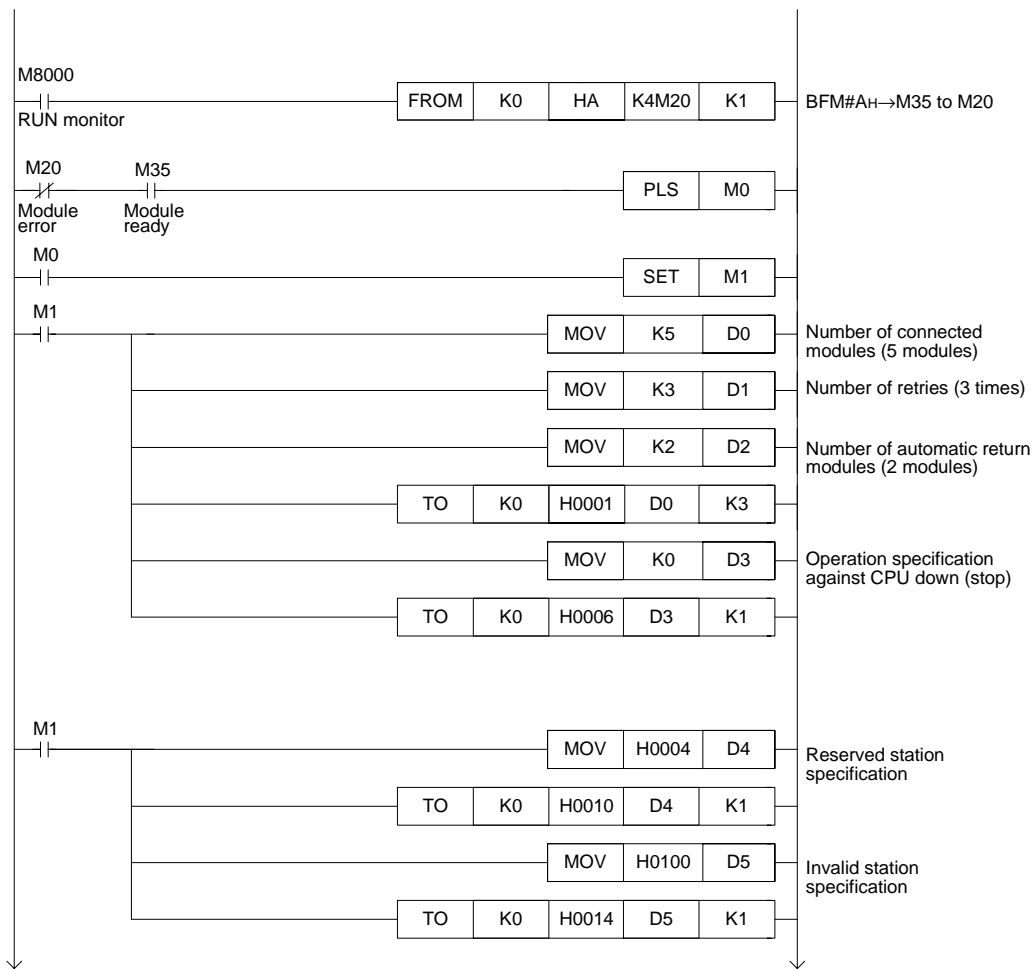 M8000
FROM K0 HA K4M20 K1
BFM#AH→M35 to M20
RUN monitor
M20 M35
PLS M0
Module error
Module ready
M0
SET M1
M1
MOV K5 D0
Number of connected
modules (5 modules)
MOV K3 D1
Number of retries (3 times)
MOV K2 D2
Number of automatic return
modules (2 modules)
TO K0 H0001 D0 K3
MOV K0 D3
Operation specification
against CPU down (stop)
TO K0 H0006 D3 K1
M1
MOV H0004 D4
Reserved station
specification
TO K0 H0010 D4 K1
MOV H0100 D5
Invalid station
specification
TO K0 H0014 D5 K1